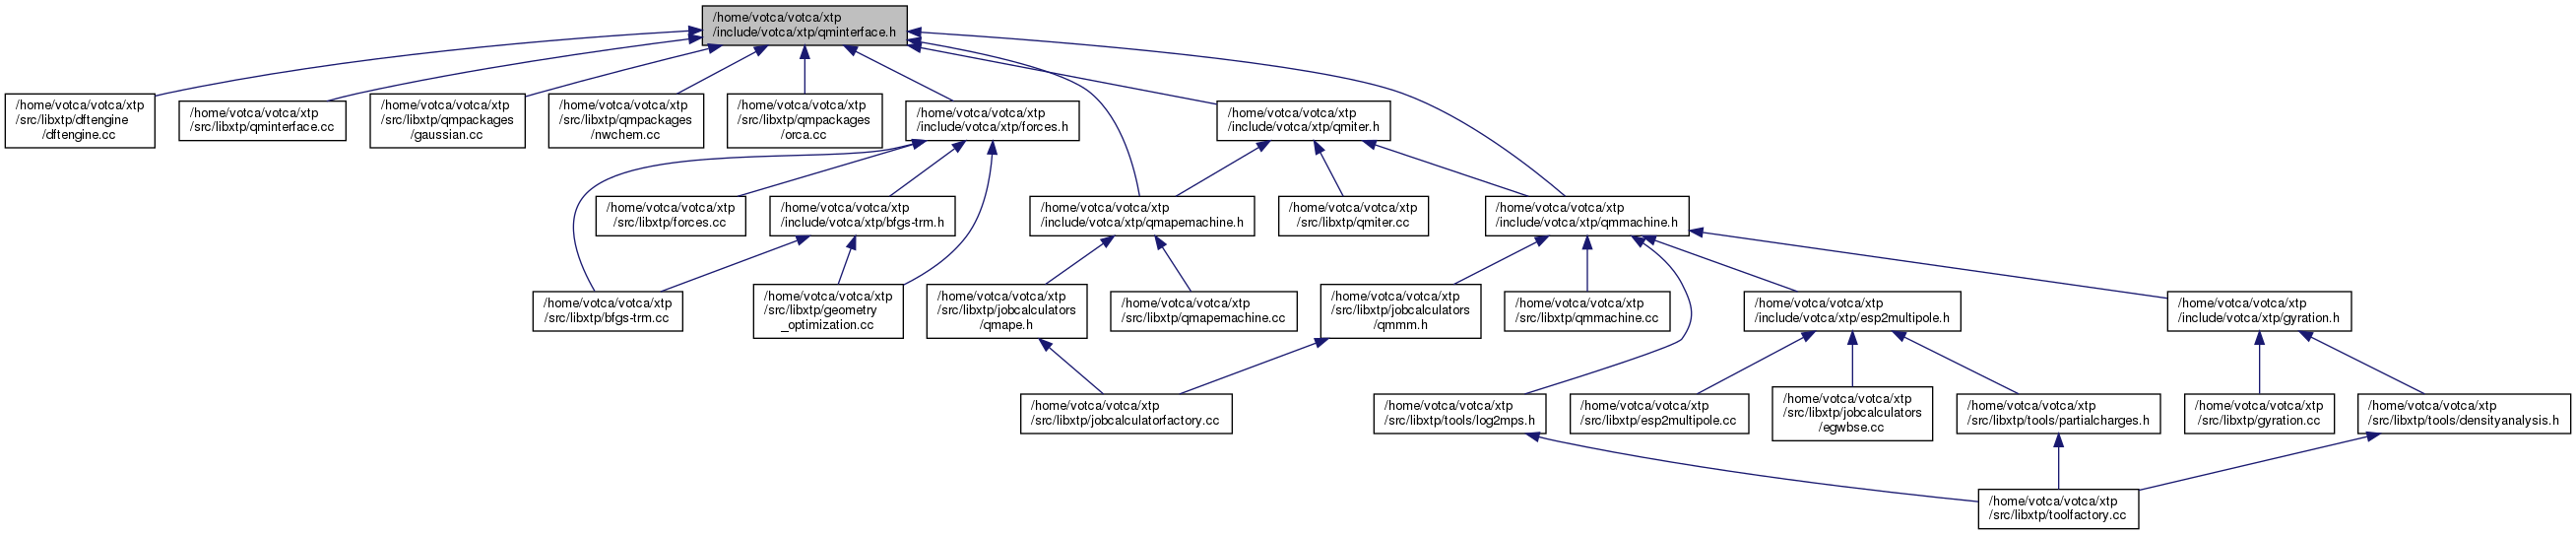 /home/votca/votca/xtp
/include/votca/xtp/qminterface.h
/home/votca/votca/xtp
/src/libxtp/dftengine
/dftengine.cc
/home/votca/votca/xtp
/src/libxtp/qminterface.cc
/home/votca/votca/xtp
/src/libxtp/qmpackages
/gaussian.cc
/home/votca/votca/xtp
/src/libxtp/qmpackages
/nwchem.cc
/home/votca/votca/xtp
/src/libxtp/qmpackages
/orca.cc
/home/votca/votca/xtp
/include/votca/xtp/forces.h
/home/votca/votca/xtp
/include/votca/xtp/qmiter.h
/home/votca/votca/xtp
/src/libxtp/forces.cc
/home/votca/votca/xtp
/include/votca/xtp/bfgs-trm.h
/home/votca/votca/xtp
/include/votca/xtp/qmapemachine.h
/home/votca/votca/xtp
/src/libxtp/qmiter.cc
/home/votca/votca/xtp
/include/votca/xtp/qmmachine.h
/home/votca/votca/xtp
/src/libxtp/bfgs-trm.cc
/home/votca/votca/xtp
/src/libxtp/geometry
_optimization.cc
/home/votca/votca/xtp
/src/libxtp/jobcalculators
/qmape.h
/home/votca/votca/xtp
/src/libxtp/qmapemachine.cc
/home/votca/votca/xtp
/src/libxtp/jobcalculators
/qmmm.h
/home/votca/votca/xtp
/src/libxtp/qmmachine.cc
/home/votca/votca/xtp
/include/votca/xtp/esp2multipole.h
/home/votca/votca/xtp
/include/votca/xtp/gyration.h
/home/votca/votca/xtp
/src/libxtp/jobcalculatorfactory.cc
/home/votca/votca/xtp
/src/libxtp/tools/log2mps.h
/home/votca/votca/xtp
/src/libxtp/esp2multipole.cc
/home/votca/votca/xtp
/src/libxtp/jobcalculators
/egwbse.cc
/home/votca/votca/xtp
/src/libxtp/tools/partialcharges.h
/home/votca/votca/xtp
/src/libxtp/gyration.cc
/home/votca/votca/xtp
/src/libxtp/tools/densityanalysis.h
/home/votca/votca/xtp
/src/libxtp/toolfactory.cc